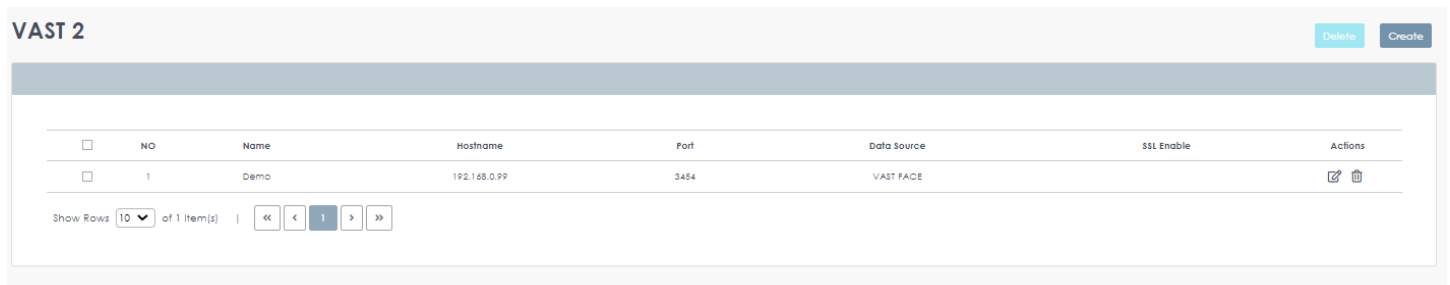 VAST 2
Delete Create
NO Name Hostname Port Data Source SSL Enable Actions
1 Demo 192.168.0.99 3454 VAST FACE
Show Rows 10 of 1 Item(s) | « ‹ 1 › »